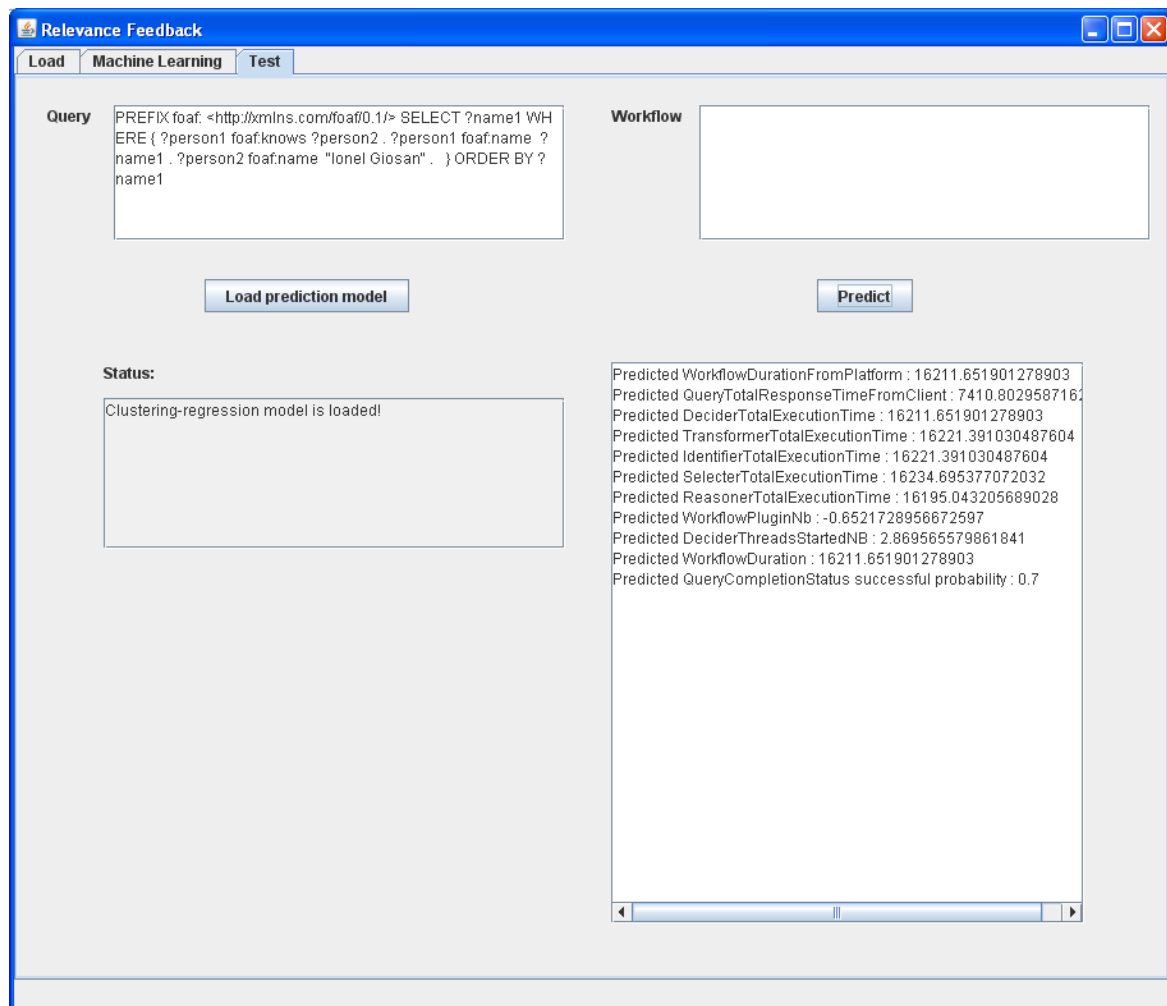 Relevance Feedback
Load Machine Learning Test
Query
PREFIX foaf: <http://xmlns.com/foaf/0.1/> SELECT ?name1 WH
ERE { ?person1 foaf:knows ?person2 . ?person1 foaf:name ?
name1 . ?person2 foaf:name "Ionel Giosan" . } ORDER BY ?
name1
Workflow
Load prediction model
Predict
Status:
Clustering-regression model is loaded!
Predicted WorkflowDurationFromPlatform : 16211.651901278903
Predicted QueryTotalResponseTimeFromClient : 7410.8029587162
Predicted DeciderTotalExecutionTime : 16211.651901278903
Predicted TransformerTotalExecutionTime : 16221.391030487604
Predicted IdentifierTotalExecutionTime : 16221.391030487604
Predicted SelecterTotalExecutionTime : 16234.695377072032
Predicted ReasonerTotalExecutionTime : 16195.043205689028
Predicted WorkflowPluginNb : -0.6521728956672597
Predicted DeciderThreadsStartedNB : 2.869565579861841
Predicted WorkflowDuration : 16211.651901278903
Predicted QueryCompletionStatus successful probability : 0.7